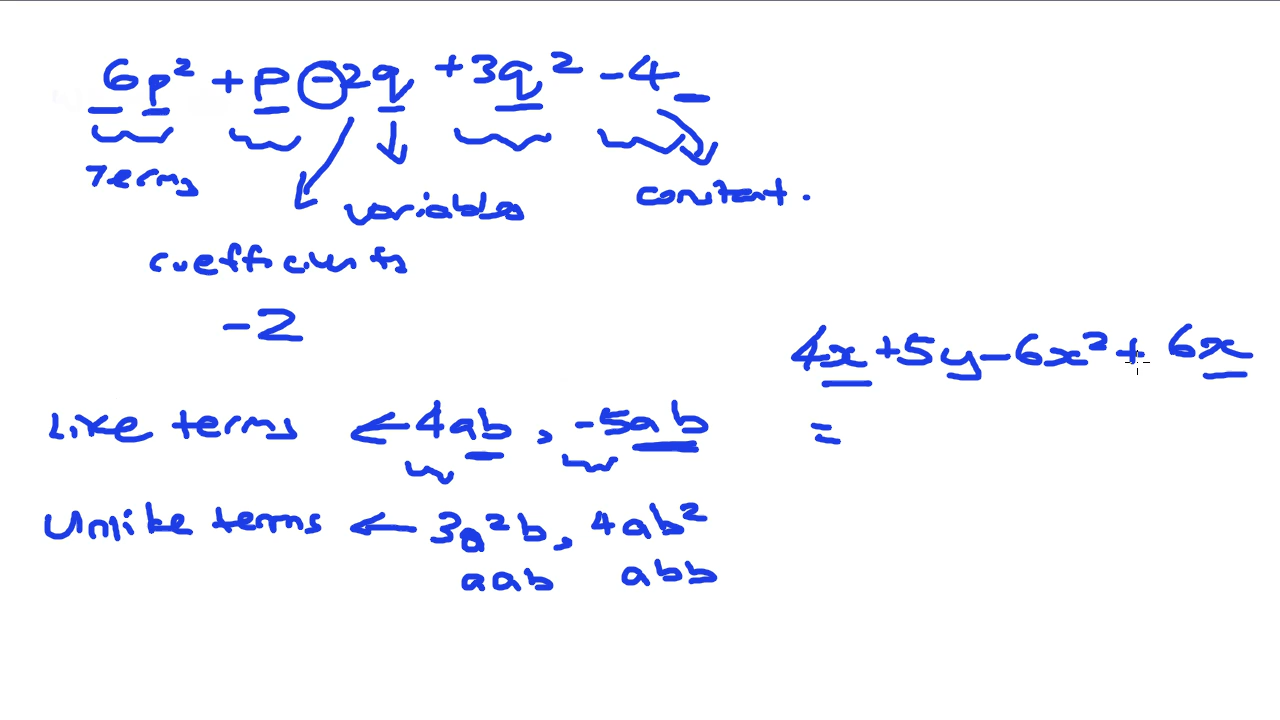 6p² + p - 2q + 3q² - 4
Terms
variables
constant.
coefficients
-2
4x + 5y - 6x² + 6x
=
Like terms ← 4ab, -5ab
Unlike terms ← 3a²b, 4ab²
aab abb